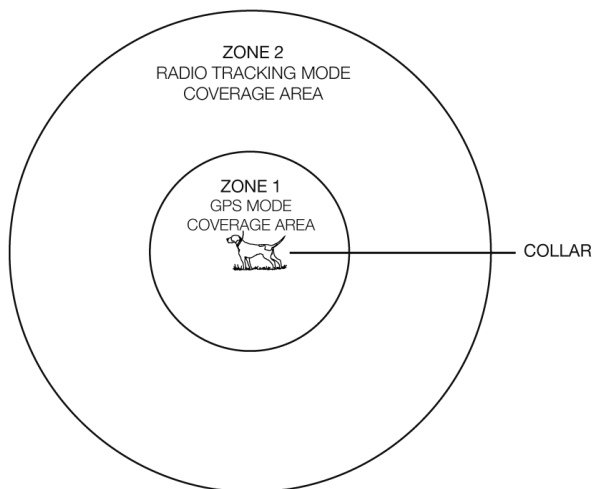 ZONE 2
RADIO TRACKING MODE
COVERAGE AREA
ZONE 1
GPS MODE
COVERAGE AREA
COLLAR